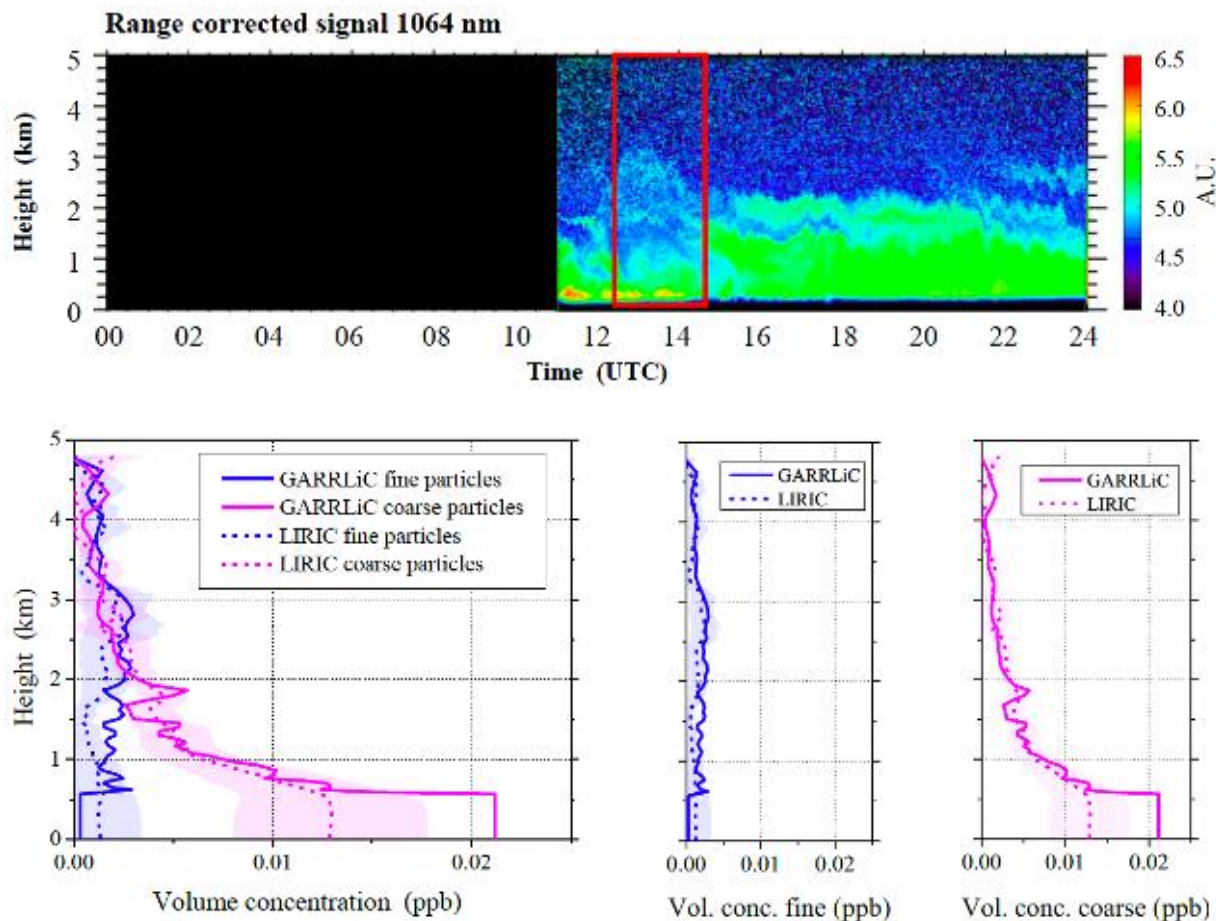 Range corrected signal 1064 nm
5
4
3
2
1
0
Height (km)
00 02 04 06 08 10 12 14 16 18 20 22 24
Time (UTC)
6.5
6.0
5.5
5.0
4.5
4.0
A.U.
5
4
3
2
1
0
Height (km)
GARRLiC fine particles
GARRLiC coarse particles
LIRIC fine particles
LIRIC coarse particles
0.00 0.01 0.02
Volume concentration (ppb)
GARRLiC
LIRIC
0.00 0.01 0.02
Vol. conc. fine (ppb)
GARRLiC
LIRIC
0.00 0.01 0.02
Vol. conc. coarse (ppb)